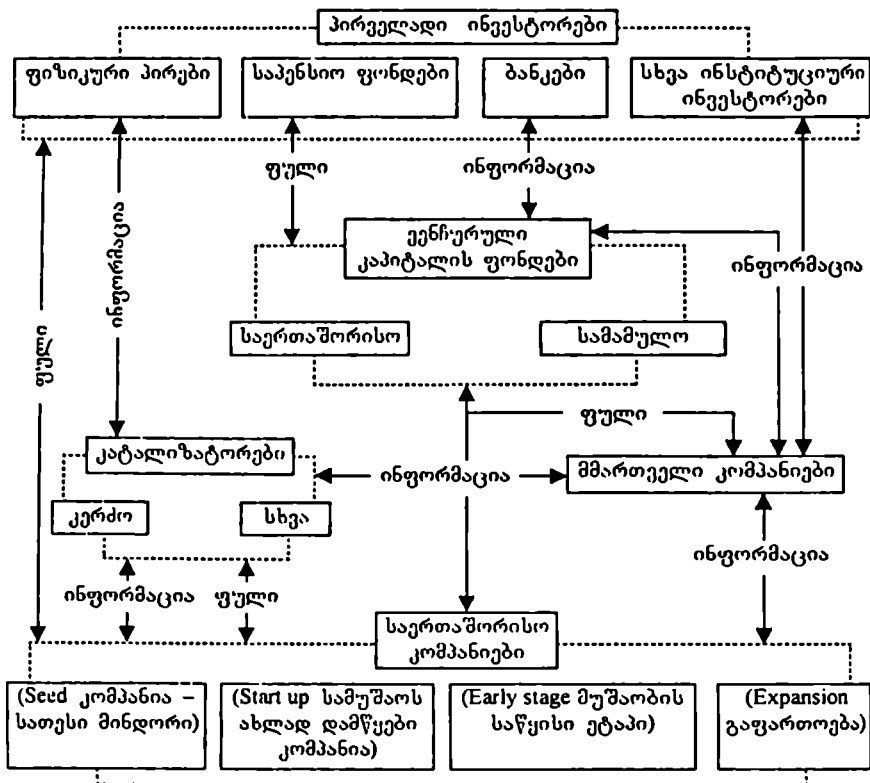 პირველადი ინვესტორები
ფიზიკური პირები
საპენსიო ფონდები
ბანკები
სხვა ინსტიტუციური
ინვესტორები
ფული
ინფორმაცია
ინფორმაცია
ვენჩურული
კაპიტალის ფონდები
ინფორმაცია
ფული
საერთაშორისო
სამამულო
ფული
კატალიზატორები
ინფორმაცია
მმართველი კომპანიები
კერძო
სხვა
ინფორმაცია
ინფორმაცია
ფული
საერთაშორისო
კომპანიები
(Seed კომპანია –
სათესი მინდორი)
(Start up სამუშაოს
ახლად დამწყები
კომპანია)
(Early stage მუშაობის
საწყისი ეტაპი)
(Expansion
გაფართოება)